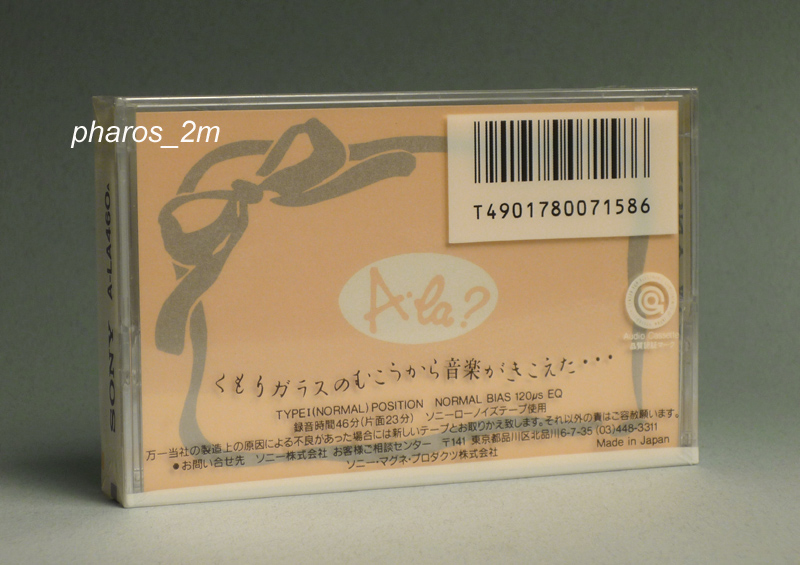 pharos_2m
SONY A·LA46OA
T4901780071586
A·la?
Audio Cassette
くもりガラスのむこうから音楽がきこえた・・・
TYPEⅠ(NORMAL) POSITION NORMAL BIAS 120μs EQ
録音時間46分(片面23分) ソニーローノイズテープ使用
万一当社の製造上の原因による不良があった場合には新しいテープとお取りかえ致します。それ以外の責はご容赦願います。
●お問い合せ先 ソニー株式会社 お客様ご相談センター 〒141 東京都品川区北品川6-7-35 (03)448-3311
ソニー・マグネ・プロダクツ株式会社 Made in Japan